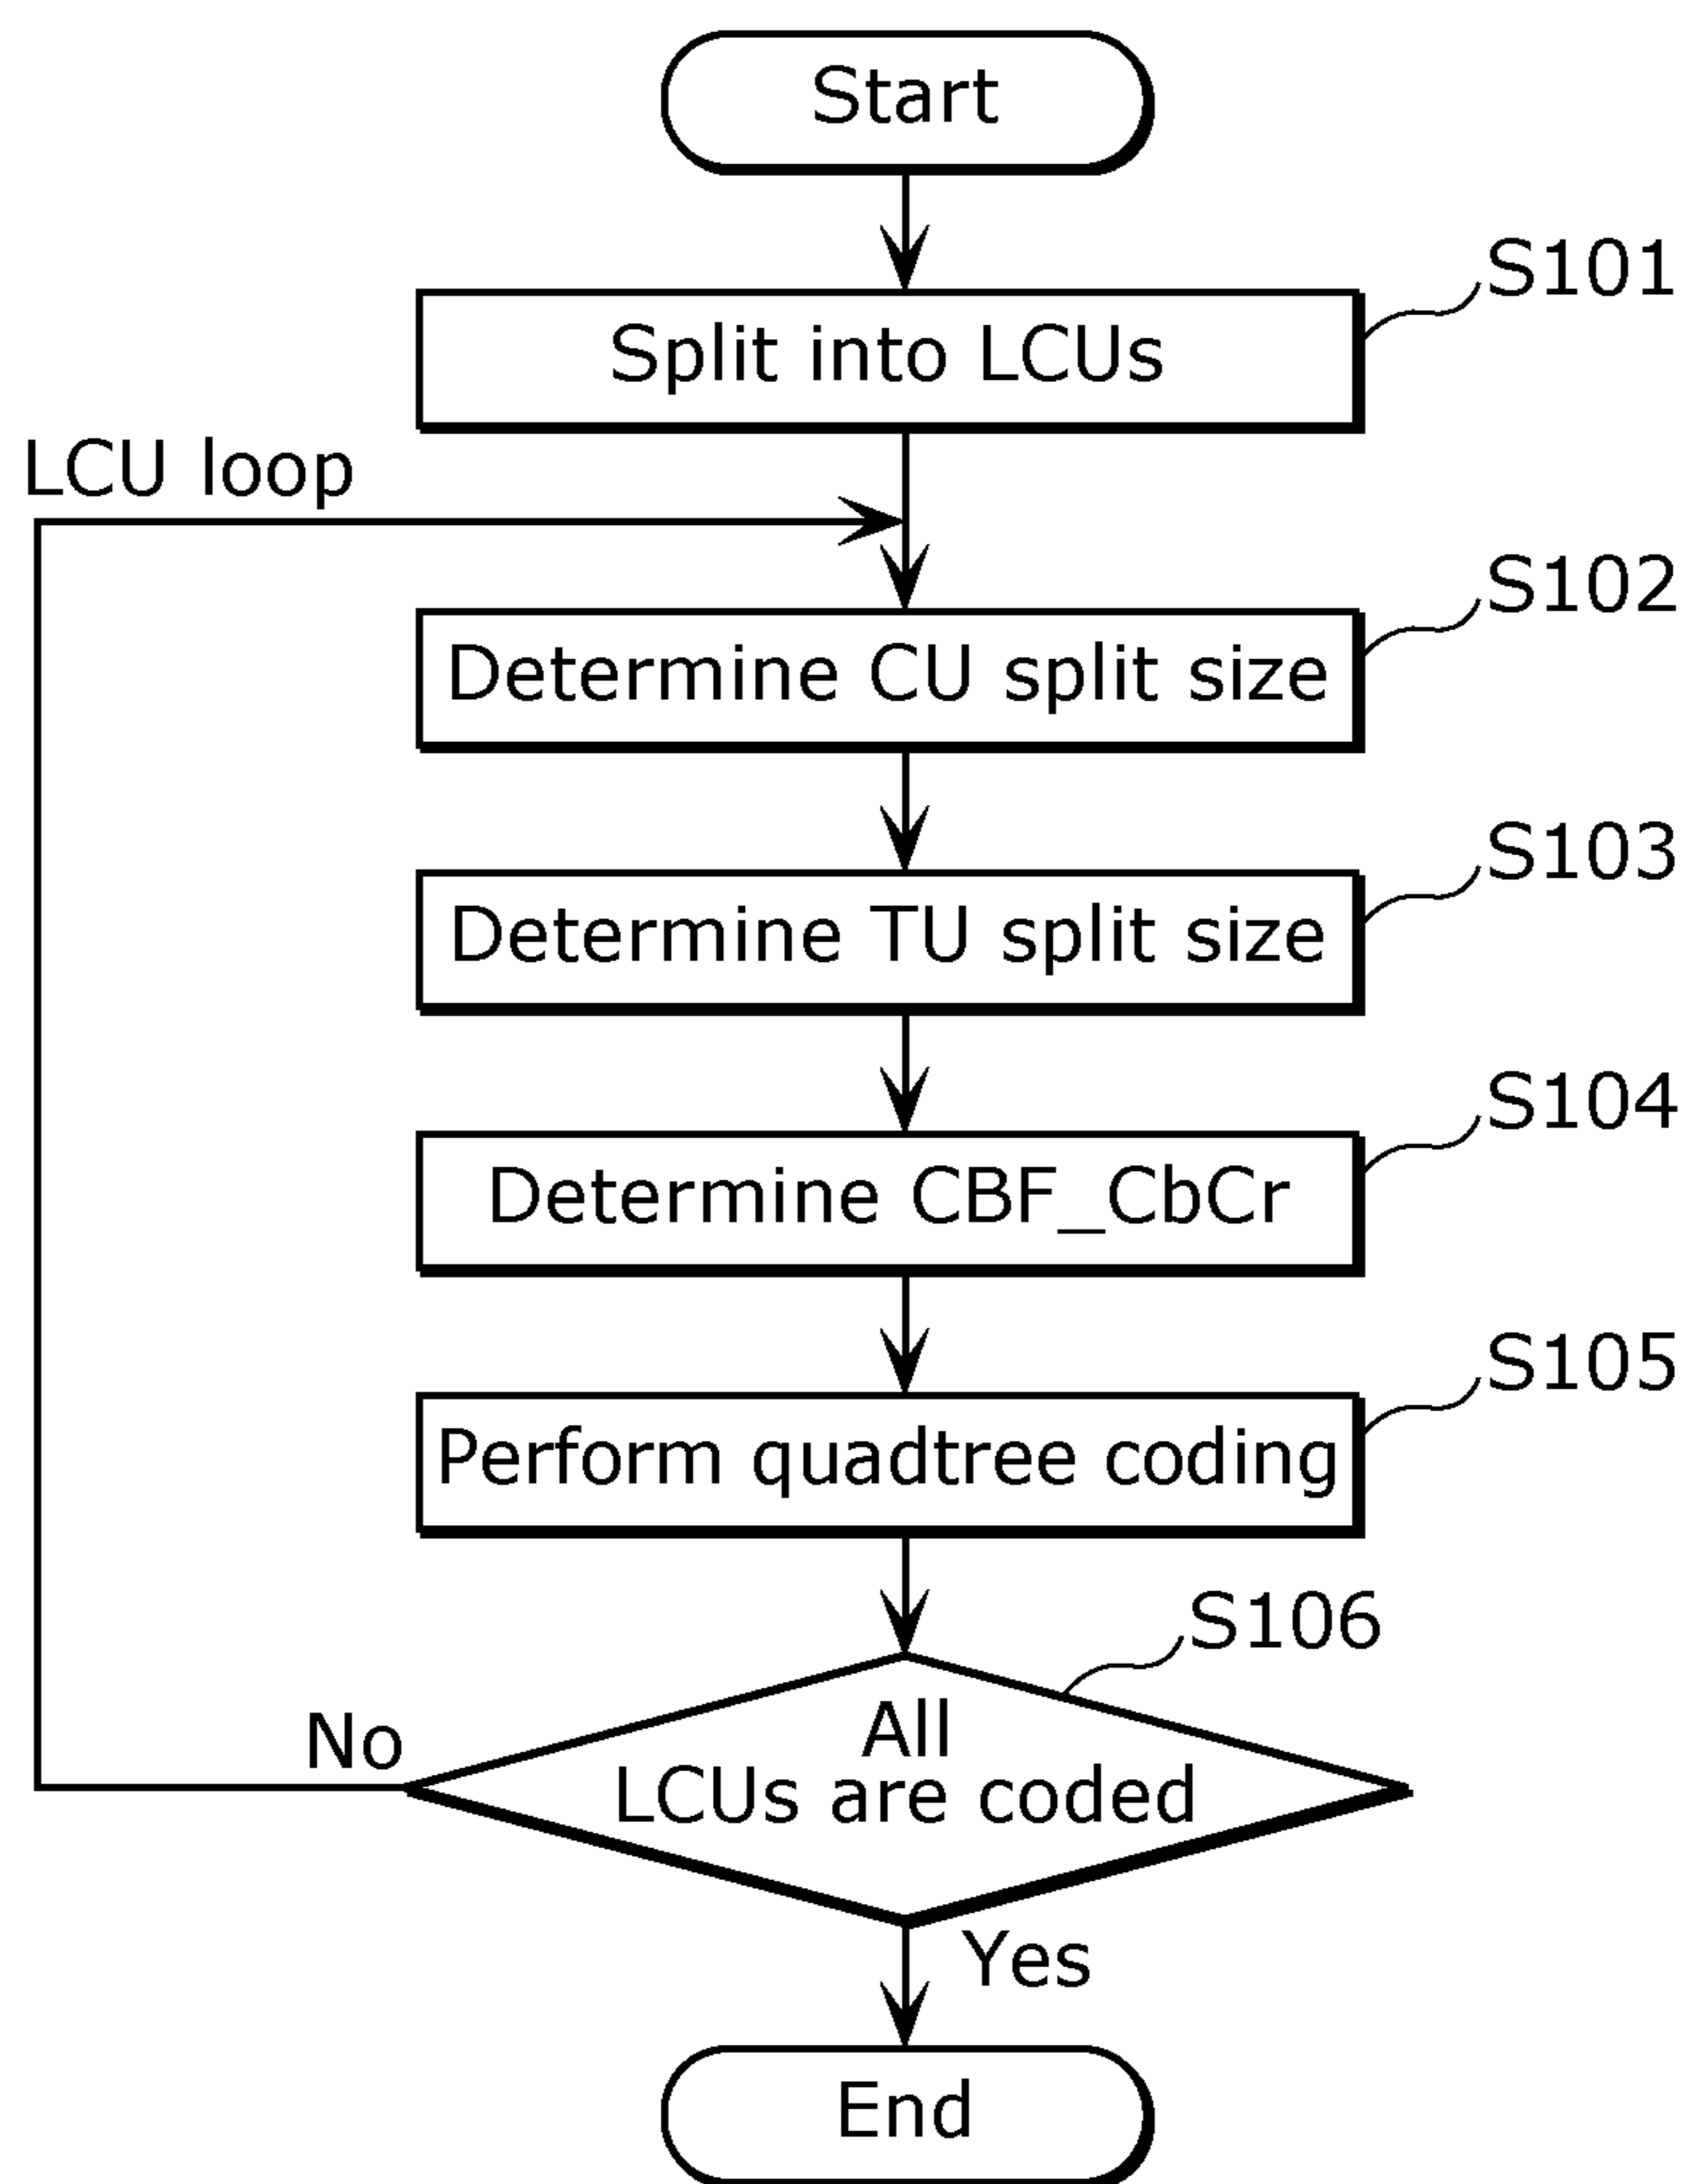 Start
S101
Split into LCUs
LCU loop
S102
Determine CU split size
S103
Determine TU split size
S104
Determine CBF_CbCr
S105
Perform quadtree coding
S106
All
LCUs are coded
No
Yes
End